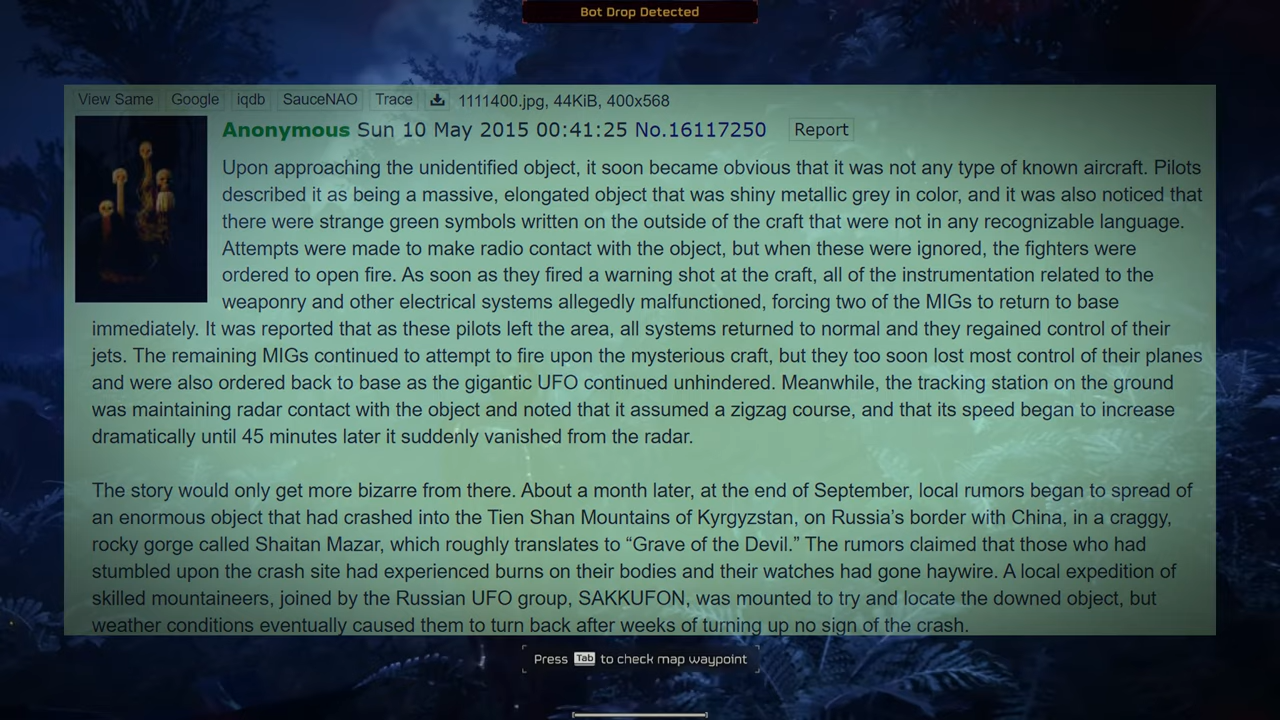 Bot Drop Detected
View Same Google iqdb SauceNAO Trace 1111400.jpg, 44KiB, 400x568
Anonymous Sun 10 May 2015 00:41:25 No.16117250 Report
Upon approaching the unidentified object, it soon became obvious that it was not any type of known aircraft. Pilots
described it as being a massive, elongated object that was shiny metallic grey in color, and it was also noticed that
there were strange green symbols written on the outside of the craft that were not in any recognizable language.
Attempts were made to make radio contact with the object, but when these were ignored, the fighters were
ordered to open fire. As soon as they fired a warning shot at the craft, all of the instrumentation related to the
weaponry and other electrical systems allegedly malfunctioned, forcing two of the MIGs to return to base
immediately. It was reported that as these pilots left the area, all systems returned to normal and they regained control of their
jets. The remaining MIGs continued to attempt to fire upon the mysterious craft, but they too soon lost most control of their planes
and were also ordered back to base as the gigantic UFO continued unhindered. Meanwhile, the tracking station on the ground
was maintaining radar contact with the object and noted that it assumed a zigzag course, and that its speed began to increase
dramatically until 45 minutes later it suddenly vanished from the radar.
The story would only get more bizarre from there. About a month later, at the end of September, local rumors began to spread of
an enormous object that had crashed into the Tien Shan Mountains of Kyrgyzstan, on Russia’s border with China, in a craggy,
rocky gorge called Shaitan Mazar, which roughly translates to “Grave of the Devil.” The rumors claimed that those who had
stumbled upon the crash site had experienced burns on their bodies and their watches had gone haywire. A local expedition of
skilled mountaineers, joined by the Russian UFO group, SAKKUFON, was mounted to try and locate the downed object, but
weather conditions eventually caused them to turn back after weeks of turning up no sign of the crash.
Press Tab to check map waypoint